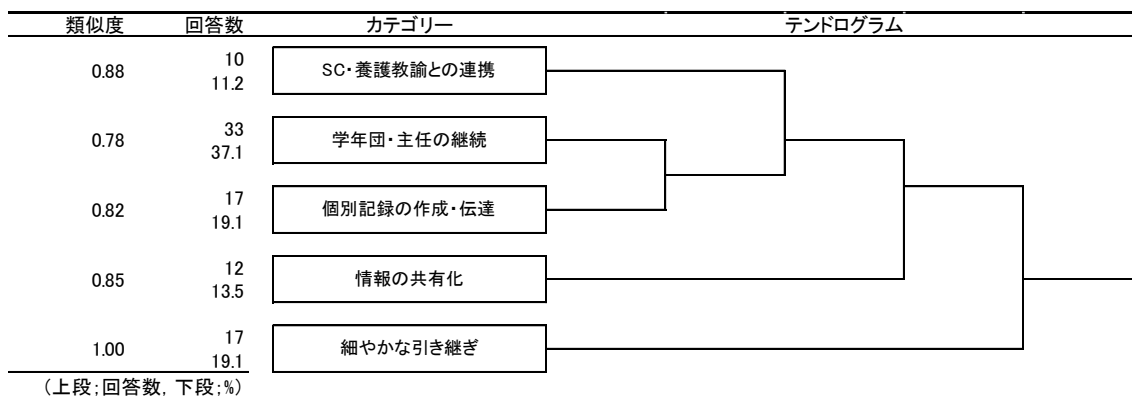 類似度 回答数 カテゴリー テンドログラム
0.88 10 11.2 SC・養護教諭との連携
0.78 33 37.1 学年団・主任の継続
0.82 17 19.1 個別記録の作成・伝達
0.85 12 13.5 情報の共有化
1.00 17 19.1 細やかな引き継ぎ
(上段;回答数, 下段;%)